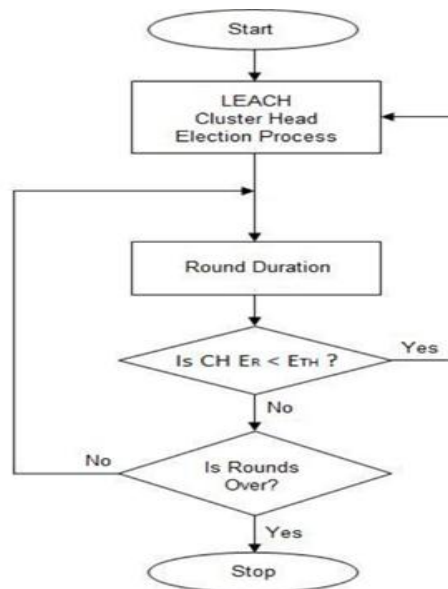 Start
LEACH
Cluster Head
Election Process
Round Duration
Is CH ER < ETH ?
Yes
No
No
Is Rounds
Over?
Yes
Stop